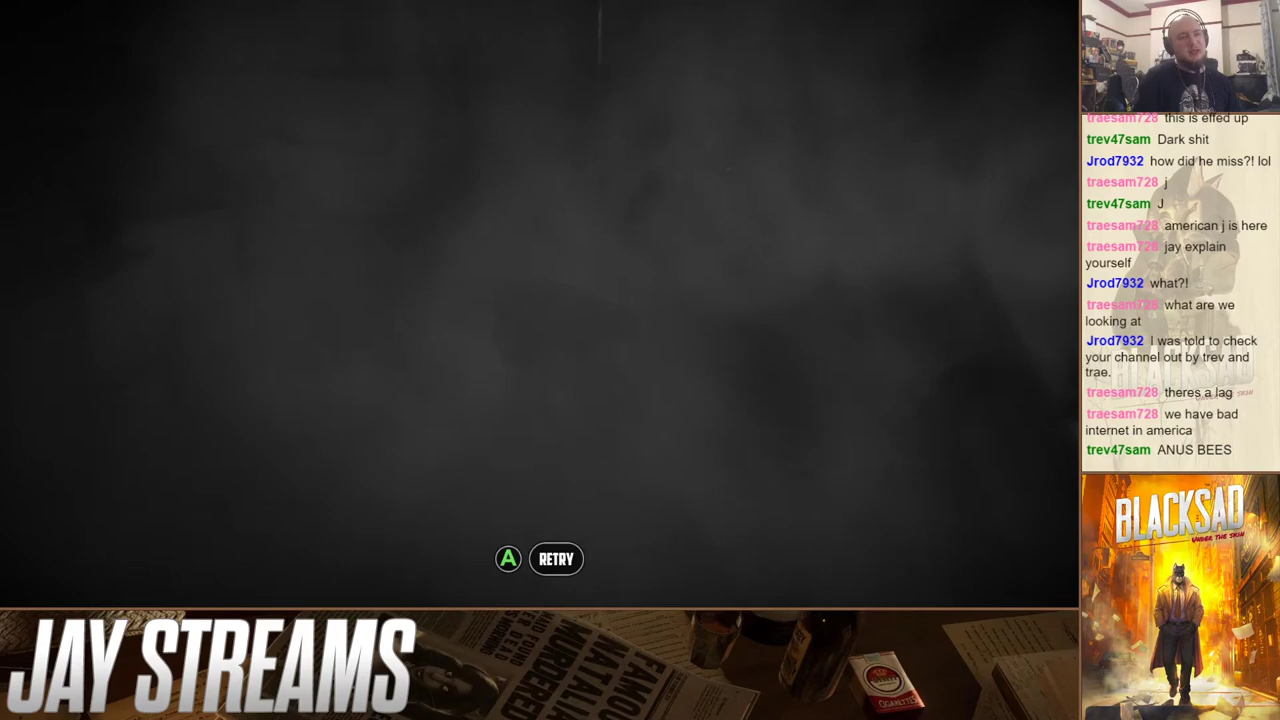 traesam728 this is effed up
trev47sam Dark shit
Jrod7932 how did he miss?! lol
traesam728 j
trev47sam J
traesam728 american j is here
traesam728 jay explain
yourself
Jrod7932 what?!
traesam728 what are we
looking at
Jrod7932 I was told to check
your channel out by trev and
trae.
traesam728 theres a lag
traesam728 we have bad
internet in america
trev47sam ANUS BEES
A RETRY
BLACKSAD
UNDER THE SKIN
JAY STREAMS
FAMOU
MURDERED
CIGARETTES